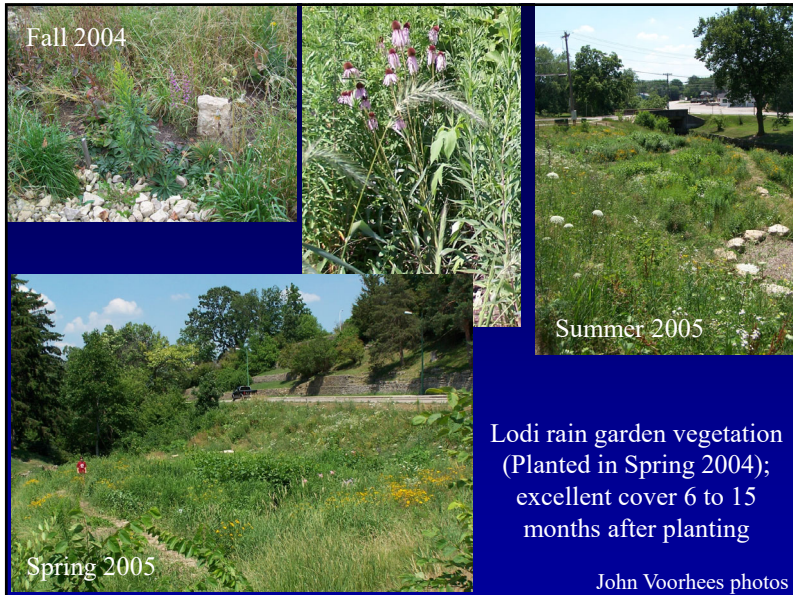 Fall 2004
Summer 2005
Spring 2005
Lodi rain garden vegetation
(Planted in Spring 2004);
excellent cover 6 to 15
months after planting
John Voorhees photos